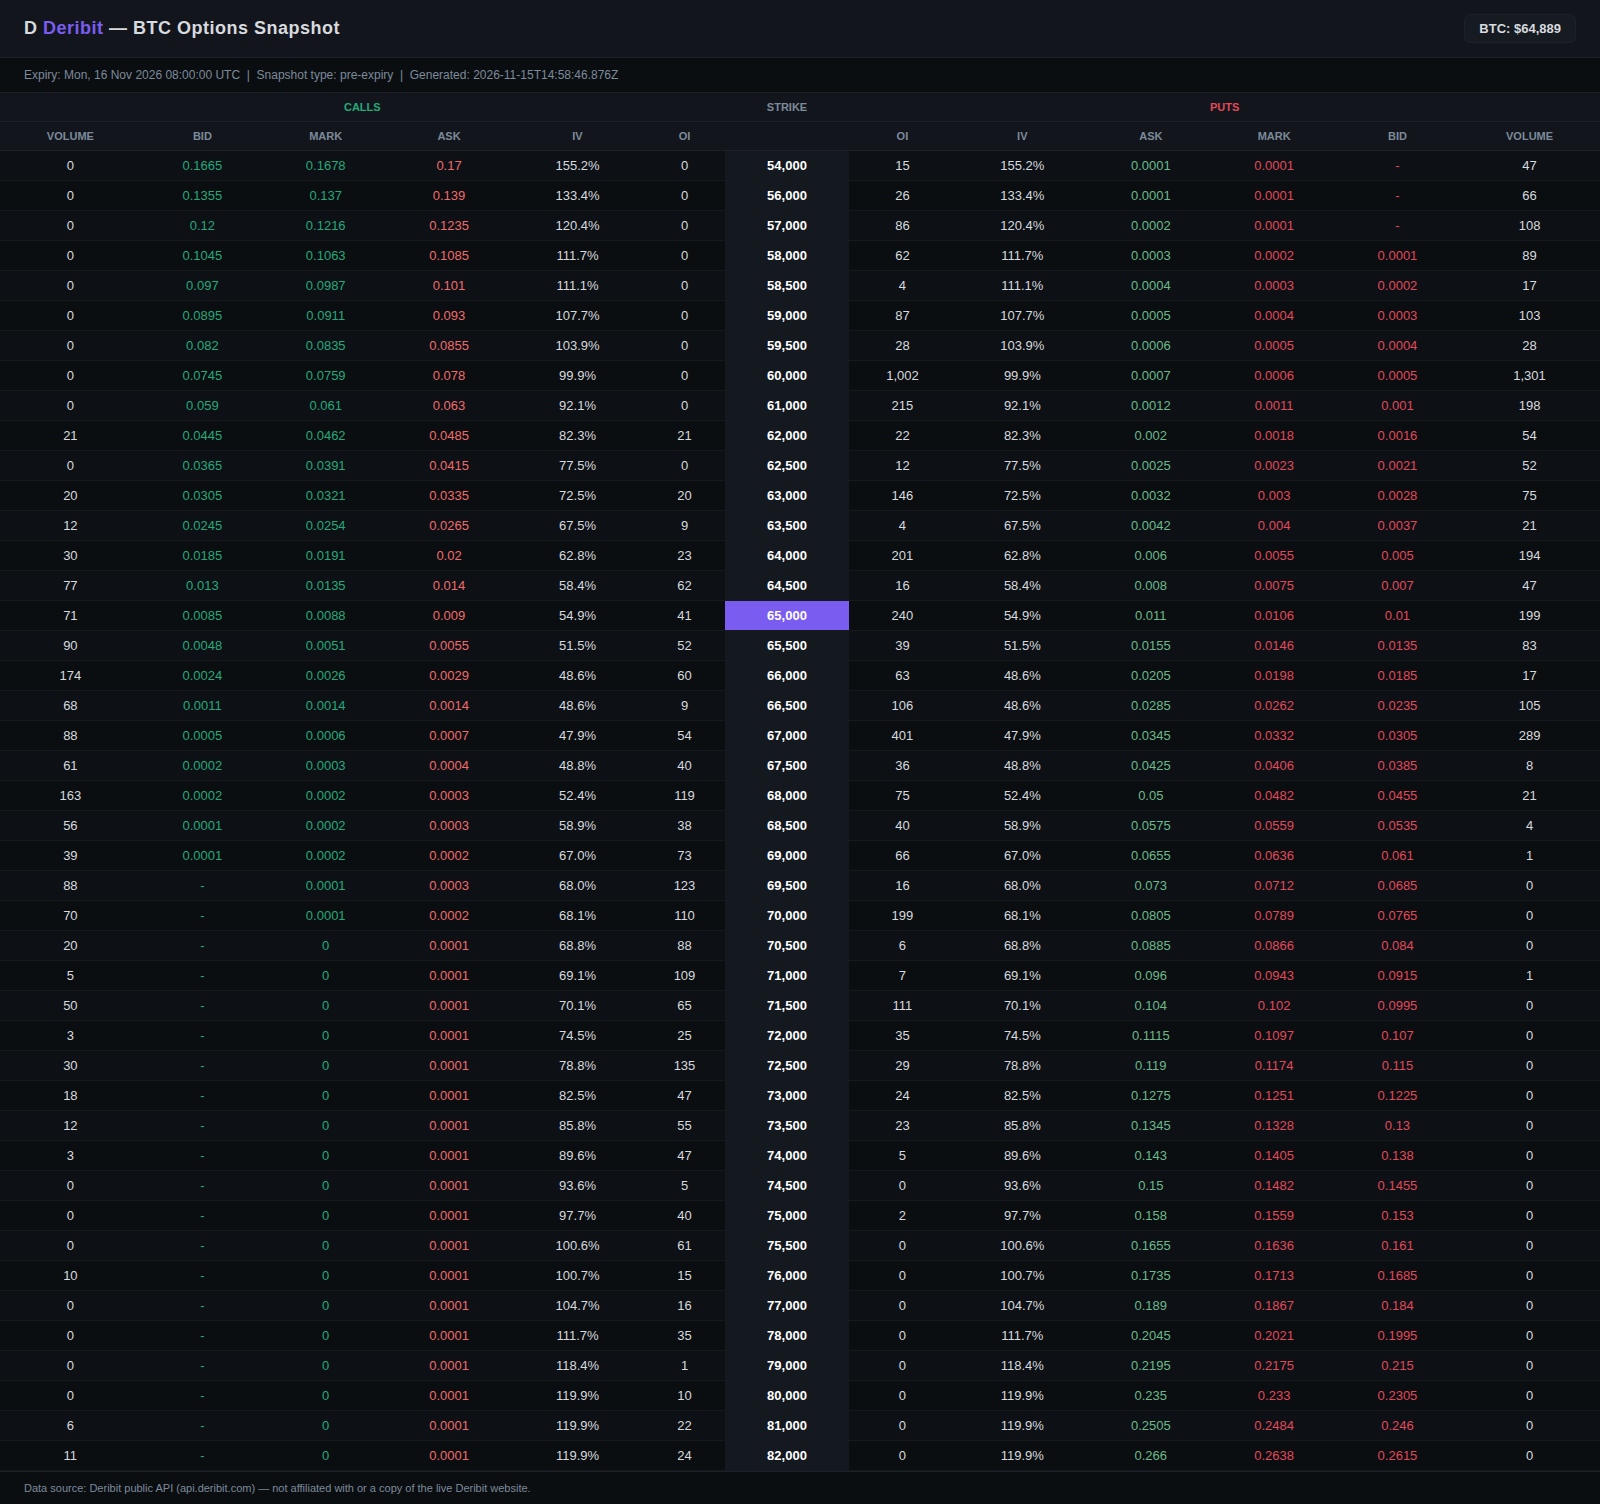 D Deribit — BTC Options Snapshot
BTC: $64,889
Expiry: Mon, 16 Nov 2026 08:00:00 UTC | Snapshot type: pre-expiry | Generated: 2026-11-15T14:58:46.876Z
CALLS STRIKE PUTS
VOLUME BID MARK ASK IV OI OI IV ASK MARK BID VOLUME
0 0.1665 0.1678 0.17 155.2% 0 54,000 15 155.2% 0.0001 0.0001 - 47
0 0.1355 0.137 0.139 133.4% 0 56,000 26 133.4% 0.0001 0.0001 - 66
0 0.12 0.1216 0.1235 120.4% 0 57,000 86 120.4% 0.0002 0.0001 - 108
0 0.1045 0.1063 0.1085 111.7% 0 58,000 62 111.7% 0.0003 0.0002 0.0001 89
0 0.097 0.0987 0.101 111.1% 0 58,500 4 111.1% 0.0004 0.0003 0.0002 17
0 0.0895 0.0911 0.093 107.7% 0 59,000 87 107.7% 0.0005 0.0004 0.0003 103
0 0.082 0.0835 0.0855 103.9% 0 59,500 28 103.9% 0.0006 0.0005 0.0004 28
0 0.0745 0.0759 0.078 99.9% 0 60,000 1,002 99.9% 0.0007 0.0006 0.0005 1,301
0 0.059 0.061 0.063 92.1% 0 61,000 215 92.1% 0.0012 0.0011 0.001 198
21 0.0445 0.0462 0.0485 82.3% 21 62,000 22 82.3% 0.002 0.0018 0.0016 54
0 0.0365 0.0391 0.0415 77.5% 0 62,500 12 77.5% 0.0025 0.0023 0.0021 52
20 0.0305 0.0321 0.0335 72.5% 20 63,000 146 72.5% 0.0032 0.003 0.0028 75
12 0.0245 0.0254 0.0265 67.5% 9 63,500 4 67.5% 0.0042 0.004 0.0037 21
30 0.0185 0.0191 0.02 62.8% 23 64,000 201 62.8% 0.006 0.0055 0.005 194
77 0.013 0.0135 0.014 58.4% 62 64,500 16 58.4% 0.008 0.0075 0.007 47
71 0.0085 0.0088 0.009 54.9% 41 65,000 240 54.9% 0.011 0.0106 0.01 199
90 0.0048 0.0051 0.0055 51.5% 52 65,500 39 51.5% 0.0155 0.0146 0.0135 83
174 0.0024 0.0026 0.0029 48.6% 60 66,000 63 48.6% 0.0205 0.0198 0.0185 17
68 0.0011 0.0014 0.0014 48.6% 9 66,500 106 48.6% 0.0285 0.0262 0.0235 105
88 0.0005 0.0006 0.0007 47.9% 54 67,000 401 47.9% 0.0345 0.0332 0.0305 289
61 0.0002 0.0003 0.0004 48.8% 40 67,500 36 48.8% 0.0425 0.0406 0.0385 8
163 0.0002 0.0002 0.0003 52.4% 119 68,000 75 52.4% 0.05 0.0482 0.0455 21
56 0.0001 0.0002 0.0003 58.9% 38 68,500 40 58.9% 0.0575 0.0559 0.0535 4
39 0.0001 0.0002 0.0002 67.0% 73 69,000 66 67.0% 0.0655 0.0636 0.061 1
88 - 0.0001 0.0003 68.0% 123 69,500 16 68.0% 0.073 0.0712 0.0685 0
70 - 0.0001 0.0002 68.1% 110 70,000 199 68.1% 0.0805 0.0789 0.0765 0
20 - 0 0.0001 68.8% 88 70,500 6 68.8% 0.0885 0.0866 0.084 0
5 - 0 0.0001 69.1% 109 71,000 7 69.1% 0.096 0.0943 0.0915 1
50 - 0 0.0001 70.1% 65 71,500 111 70.1% 0.104 0.102 0.0995 0
3 - 0 0.0001 74.5% 25 72,000 35 74.5% 0.1115 0.1097 0.107 0
30 - 0 0.0001 78.8% 135 72,500 29 78.8% 0.119 0.1174 0.115 0
18 - 0 0.0001 82.5% 47 73,000 24 82.5% 0.1275 0.1251 0.1225 0
12 - 0 0.0001 85.8% 55 73,500 23 85.8% 0.1345 0.1328 0.13 0
3 - 0 0.0001 89.6% 47 74,000 5 89.6% 0.143 0.1405 0.138 0
0 - 0 0.0001 93.6% 5 74,500 0 93.6% 0.15 0.1482 0.1455 0
0 - 0 0.0001 97.7% 40 75,000 2 97.7% 0.158 0.1559 0.153 0
0 - 0 0.0001 100.6% 61 75,500 0 100.6% 0.1655 0.1636 0.161 0
10 - 0 0.0001 100.7% 15 76,000 0 100.7% 0.1735 0.1713 0.1685 0
0 - 0 0.0001 104.7% 16 77,000 0 104.7% 0.189 0.1867 0.184 0
0 - 0 0.0001 111.7% 35 78,000 0 111.7% 0.2045 0.2021 0.1995 0
0 - 0 0.0001 118.4% 1 79,000 0 118.4% 0.2195 0.2175 0.215 0
0 - 0 0.0001 119.9% 10 80,000 0 119.9% 0.235 0.233 0.2305 0
6 - 0 0.0001 119.9% 22 81,000 0 119.9% 0.2505 0.2484 0.246 0
11 - 0 0.0001 119.9% 24 82,000 0 119.9% 0.266 0.2638 0.2615 0
Data source: Deribit public API (api.deribit.com) — not affiliated with or a copy of the live Deribit website.